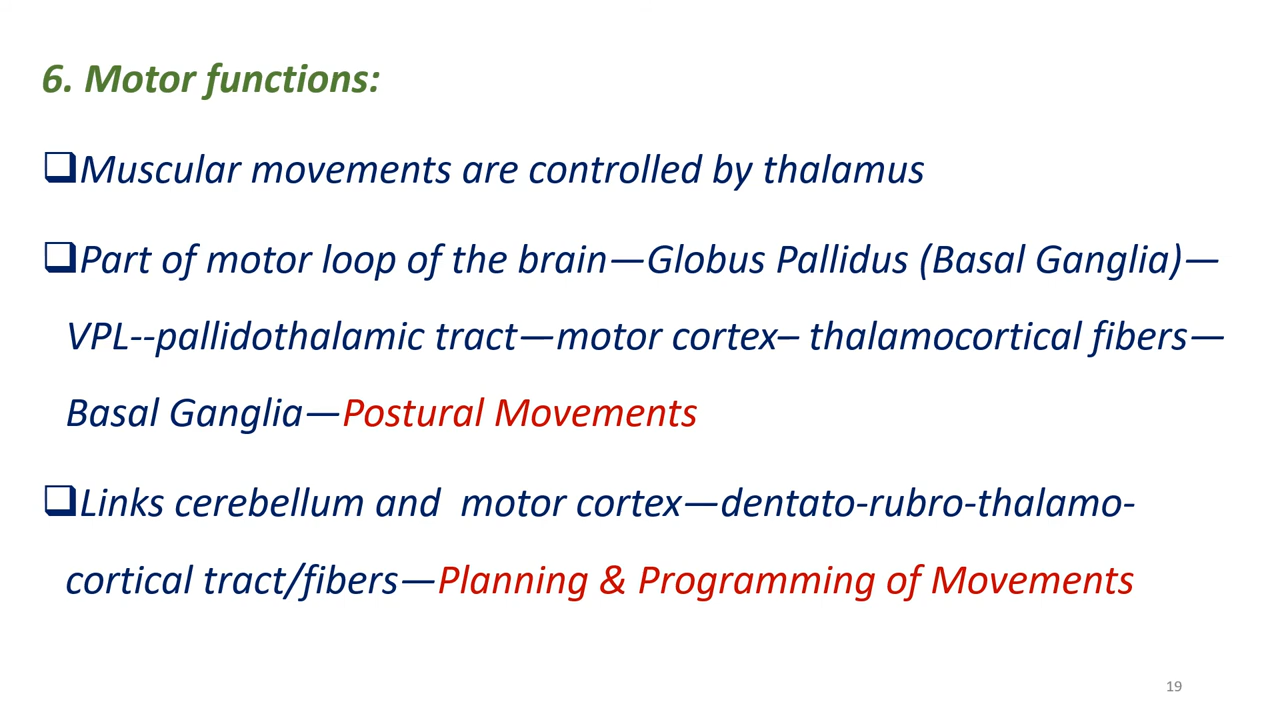 6. Motor functions:
❑Muscular movements are controlled by thalamus
❑Part of motor loop of the brain—Globus Pallidus (Basal Ganglia)—
VPL--pallidothalamic tract—motor cortex– thalamocortical fibers—
Basal Ganglia—Postural Movements
❑Links cerebellum and  motor cortex—dentato-rubro-thalamo-
cortical tract/fibers—Planning & Programming of Movements
19